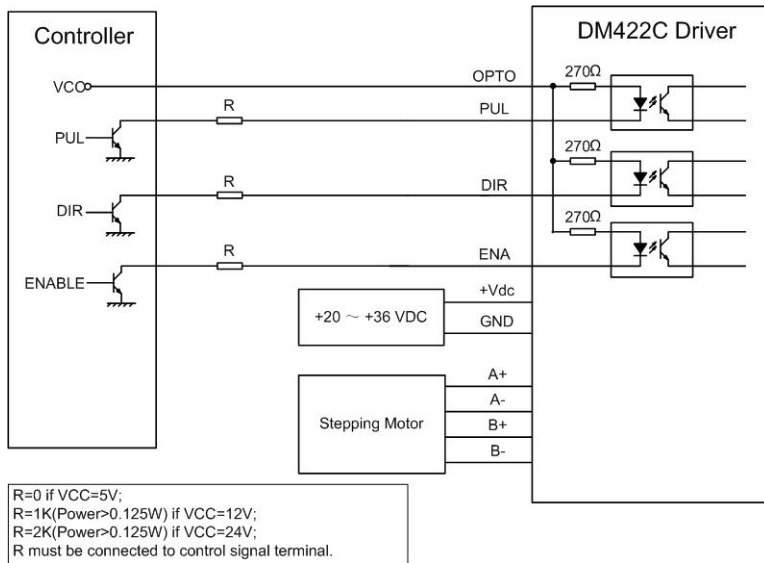 Controller
DM422C Driver
VCC
OPTO
270Ω
R
PUL
PUL
270Ω
R
DIR
DIR
270Ω
R
ENA
ENABLE
+Vdc
+20 ～ +36 VDC
GND
A+
A-
Stepping Motor
B+
B-
R=0 if VCC=5V;
R=1K(Power>0.125W) if VCC=12V;
R=2K(Power>0.125W) if VCC=24V;
R must be connected to control signal terminal.